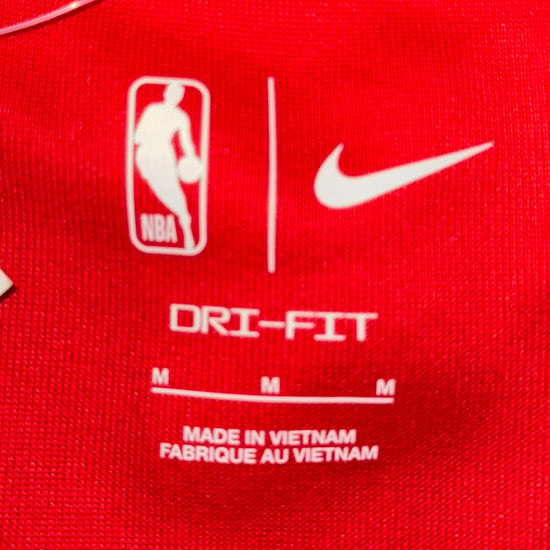 NBA
DRI-FIT
M M M
MADE IN VIETNAM
FABRIQUE AU VIETNAM